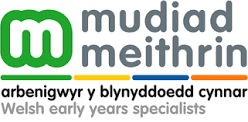 mudiad
meithrin
arbenigwyr y blynyddoedd cynnar
Welsh early years specialists